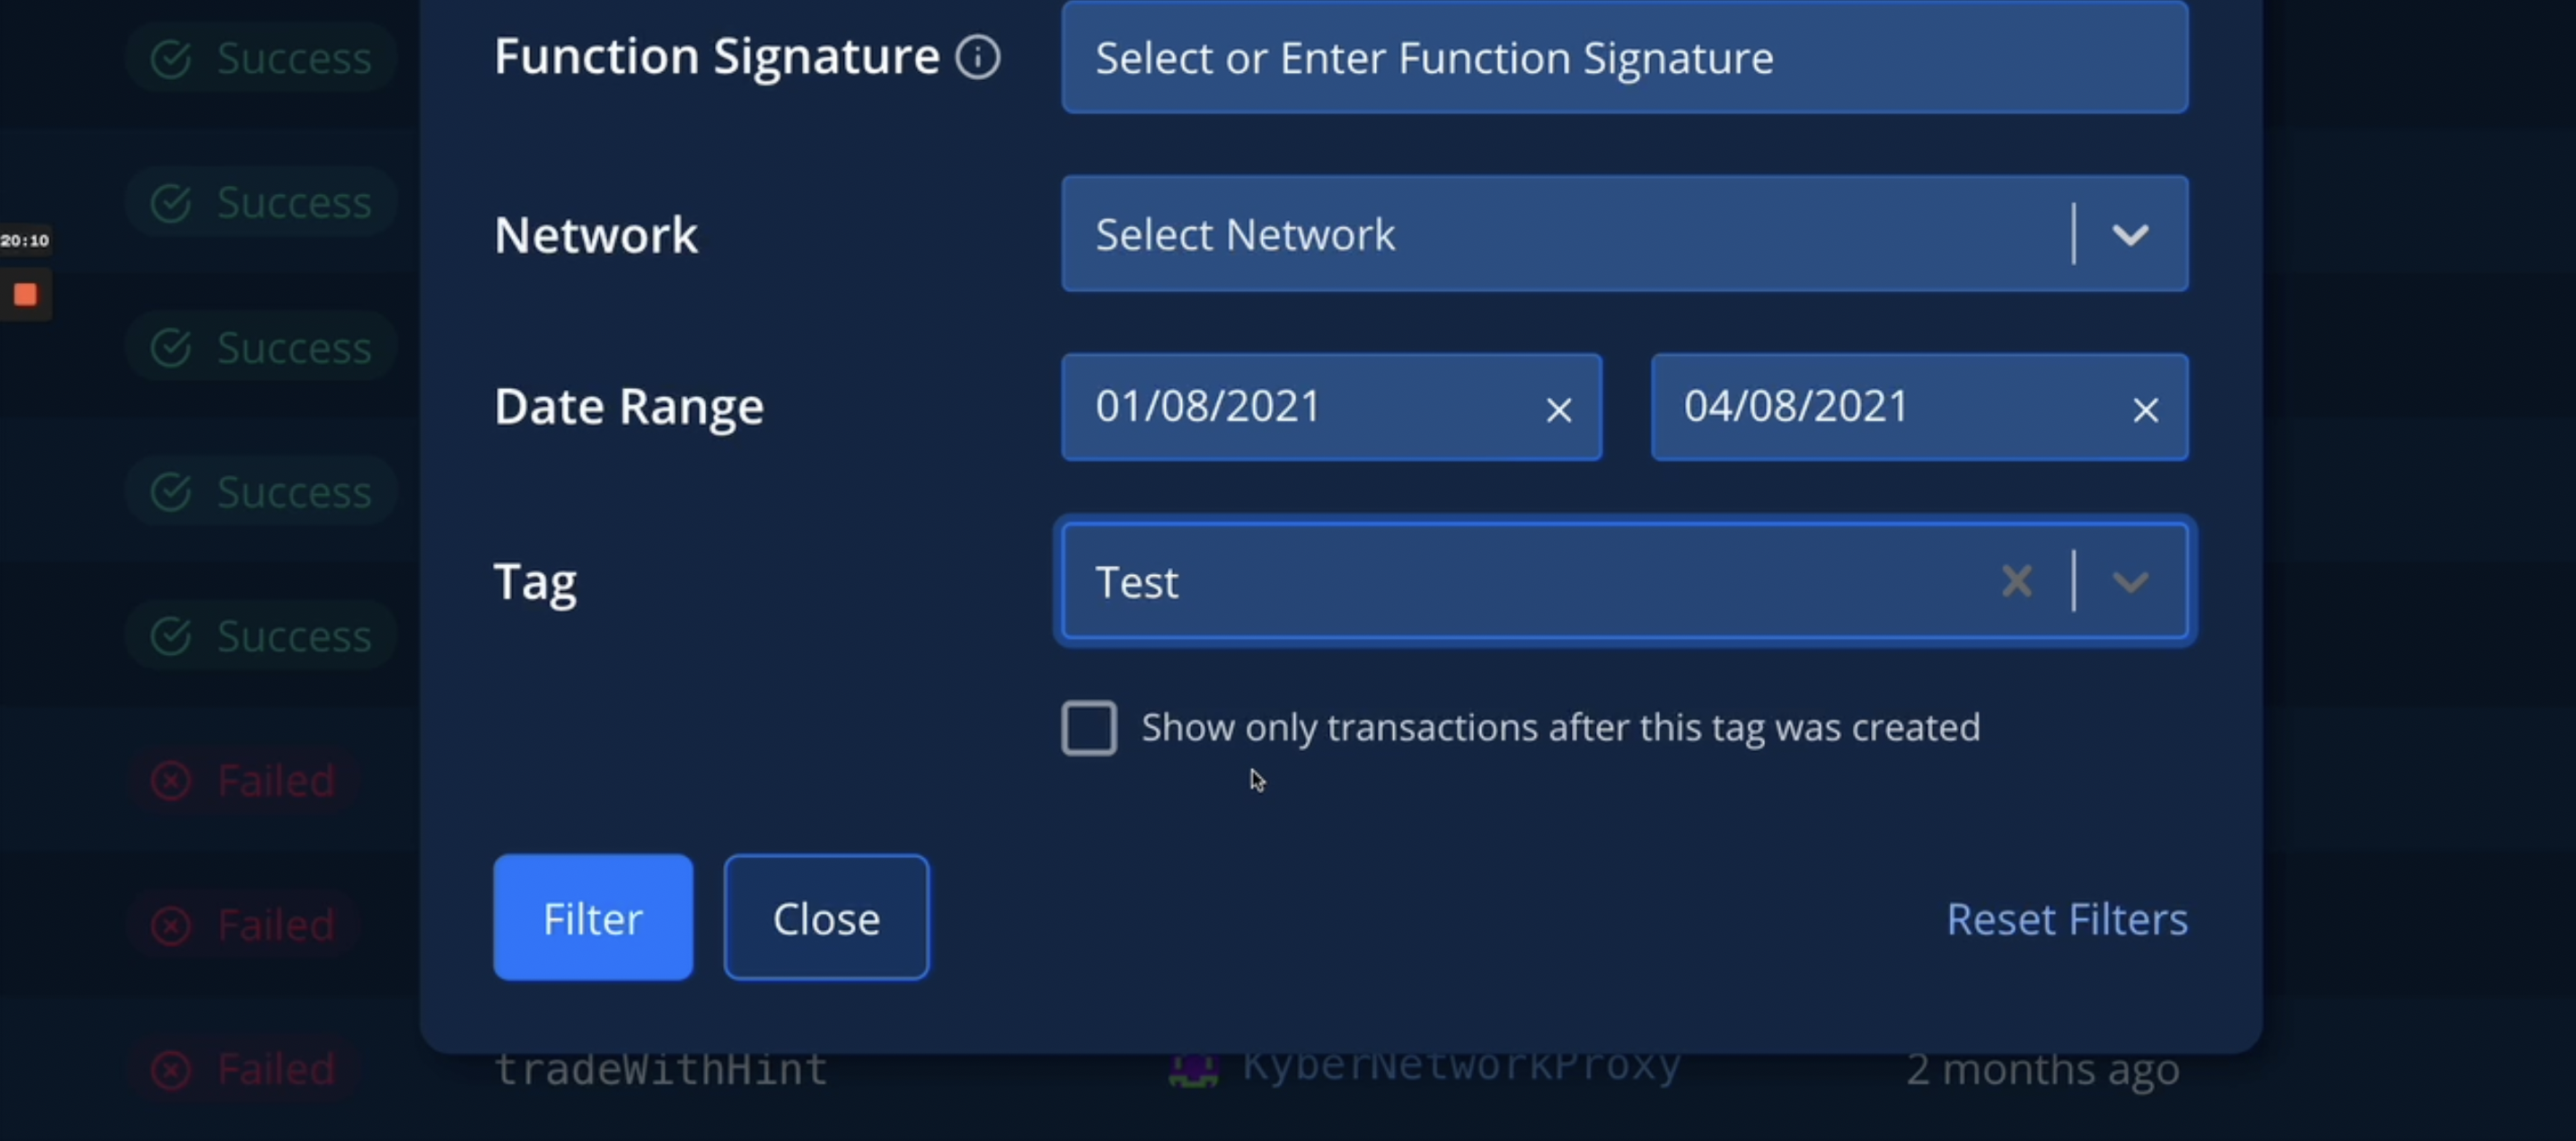 Success
Function Signature
Select or Enter Function Signature
Success
Network
Select Network
20:10
Success
Date Range
01/08/2021
04/08/2021
Success
Tag
Test
Success
Show only transactions after this tag was created
Failed
Filter
Close
Reset Filters
Failed
Failed
tradeWithHint
KyberNetworkProxy
2 months ago